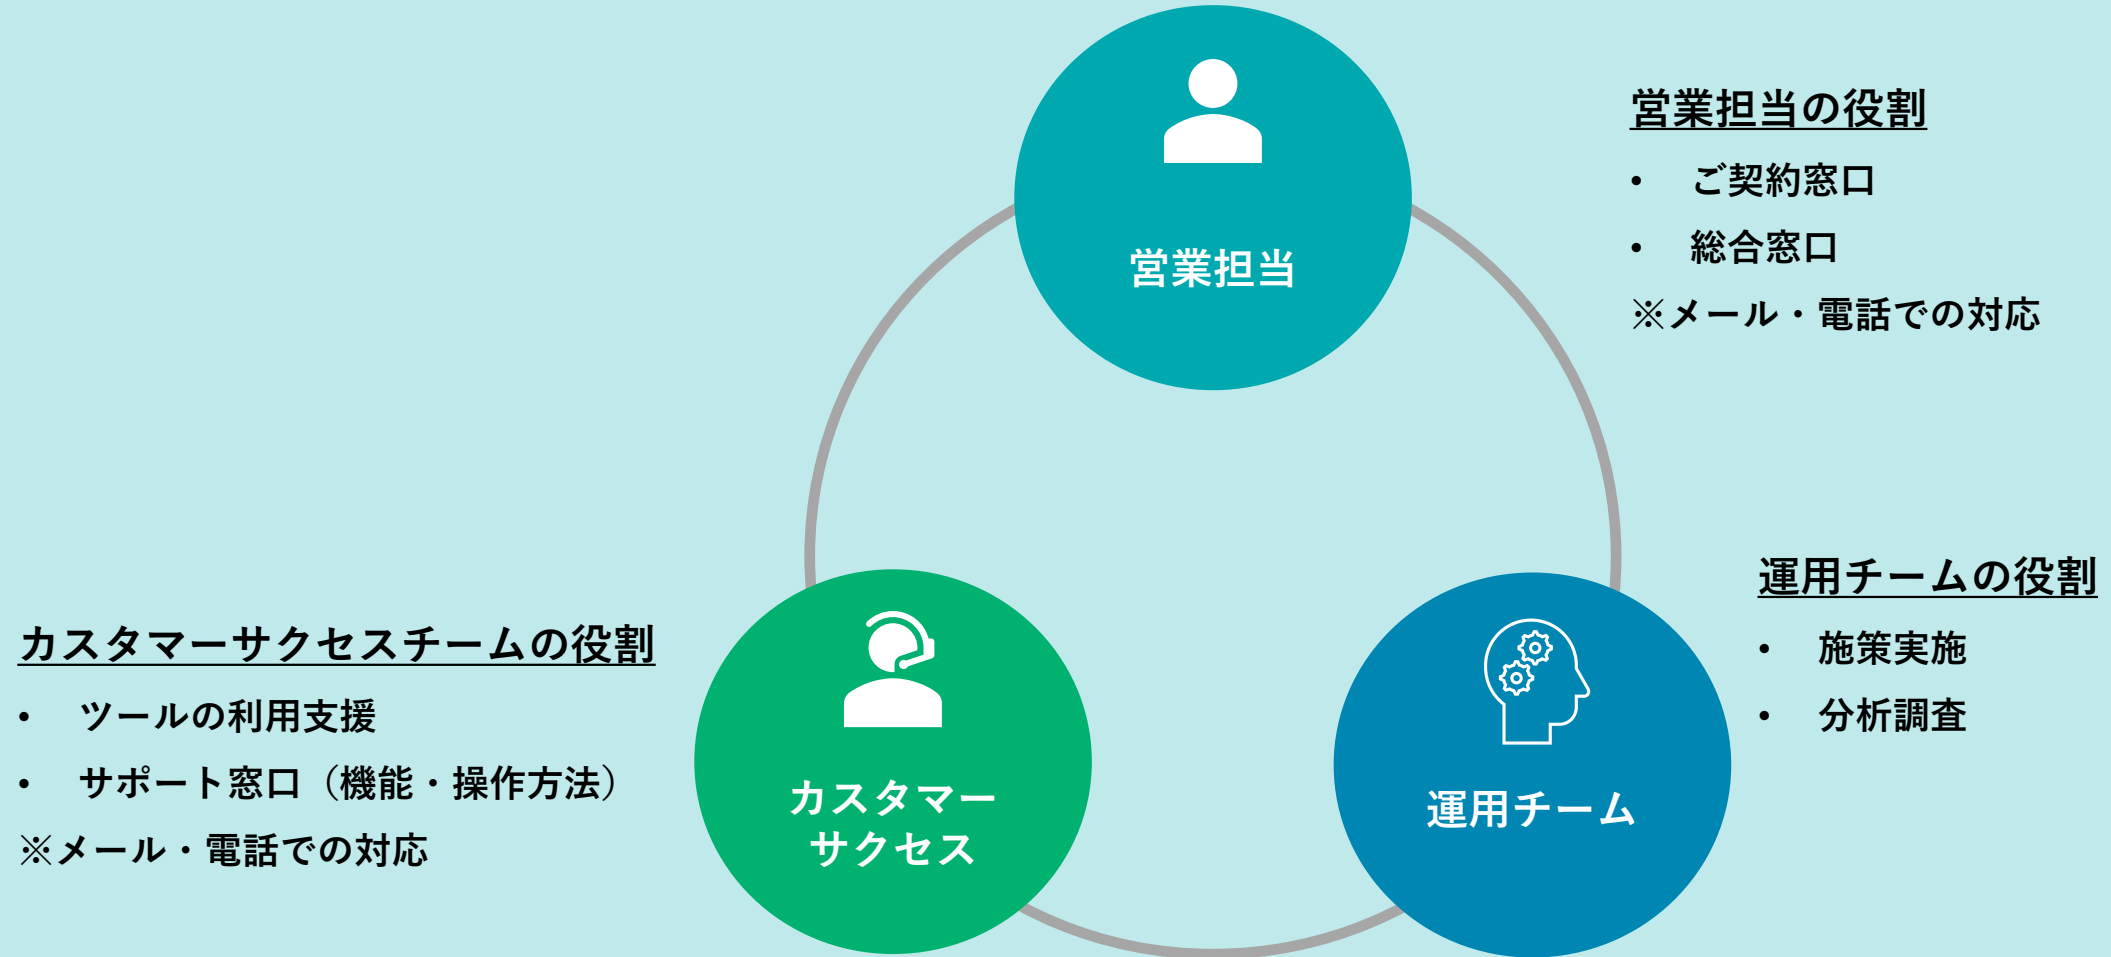 営業担当
営業担当の役割
• ご契約窓口
• 総合窓口
※メール・電話での対応
カスタマーサクセスチームの役割
• ツールの利用支援
• サポート窓口（機能・操作方法）
※メール・電話での対応
カスタマー
サクセス
運用チーム
運用チームの役割
• 施策実施
• 分析調査